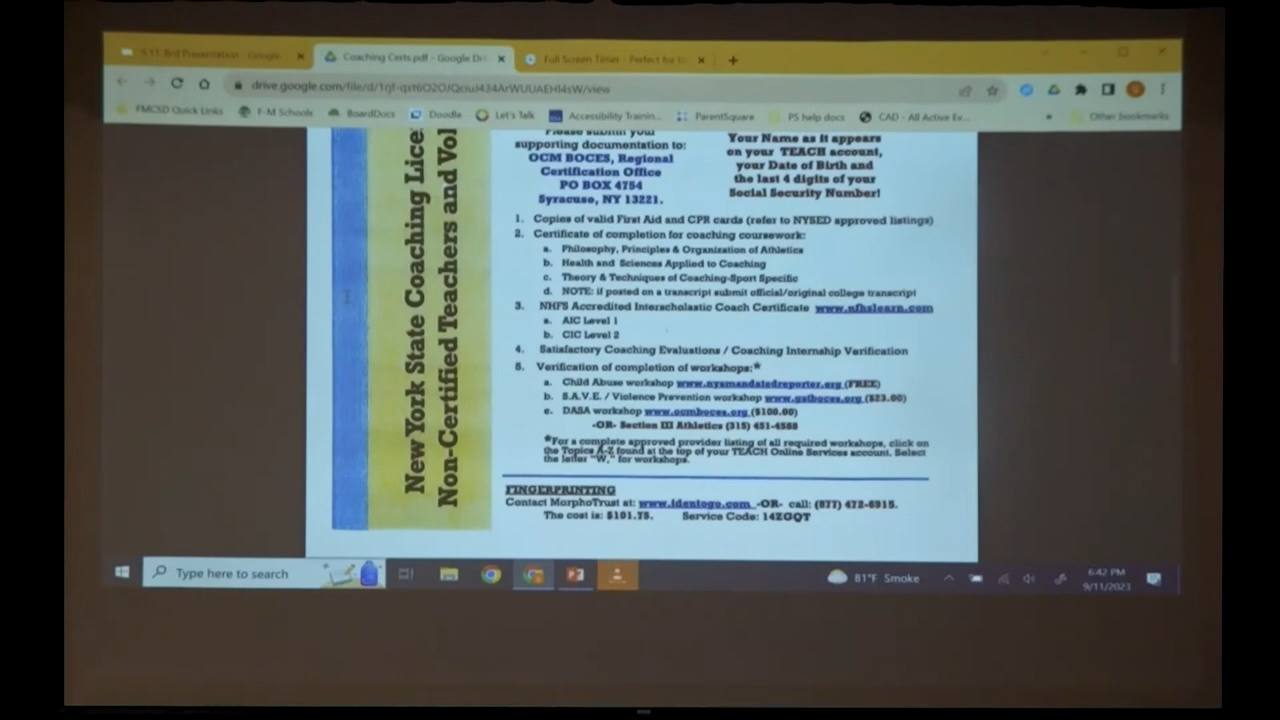 9.11 BoE Presentation - Google
Coaching Certs.pdf - Google Dri
Full Screen Timer - Perfect for
drive.google.com/file/d/
FMCSD Quick Links
F-M Schools
BoardDocs
Doodle
Let's Talk
Accessibility Trainin...
ParentSquare
PS help docs
CAD - All Active Ev...
Other bookmarks
New York State Coaching Lice
Non-Certified Teachers and Vol
Please submit your
supporting documentation to:
OCM BOCES, Regional
Certification Office
PO BOX 4754
Syracuse, NY 13221.
Your Name as it appears
on your TEACH account,
your Date of Birth and
the last 4 digits of your
Social Security Number!
1. Copies of valid First Aid and CPR cards (refer to NYSED approved listings)
2. Certificate of completion for coaching coursework:
a. Philosophy, Principles & Organization of Athletics
b. Health and Sciences Applied to Coaching
c. Theory & Techniques of Coaching-Sport Specific
d. NOTE: if posted on a transcript submit official/original college transcript
3. NHFS Accredited Interscholastic Coach Certificate www.nfhslearn.com
a. AIC Level 1
b. CIC Level 2
4. Satisfactory Coaching Evaluations / Coaching Internship Verification
5. Verification of completion of workshops:*
a. Child Abuse workshop www.nysmandatedreporter.org (FREE)
b. S.A.V.E. / Violence Prevention workshop www.gstboces.org ($23.00)
c. DASA workshop www.ocmboces.org ($100.00)
-OR- Section III Athletics (315) 451-4588
*For a complete approved provider listing of all required workshops, click on
the Topics A-Z found at the top of your TEACH Online Services account. Select
the letter "W," for workshops.
FINGERPRINTING
Contact MorphoTrust at: www.identogo.com -OR- call: (877) 472-6915.
The cost is: $101.75. Service Code: 14ZGQT
Type here to search
81°F Smoke
6:42 PM
9/11/2023